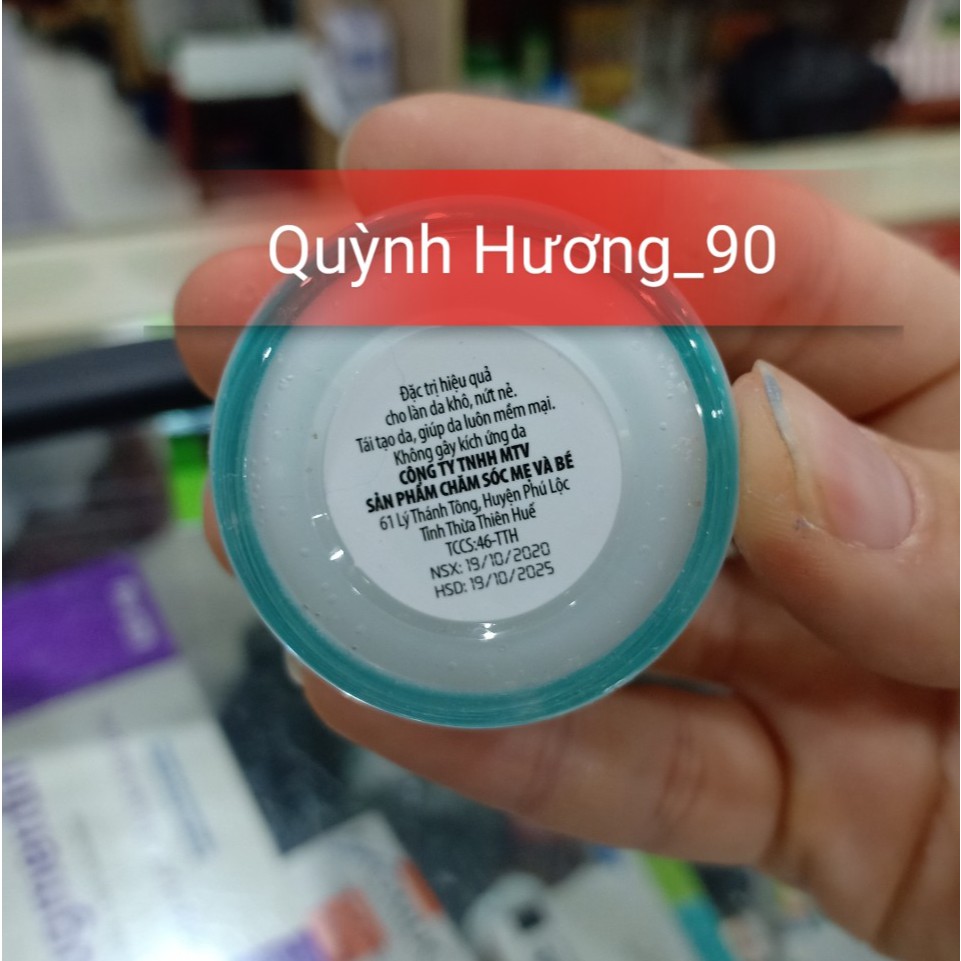 Quỳnh Hương_90
Đặc trị hiệu quả
cho làn da khô, nứt nẻ.
Tái tạo da, giúp da luôn mềm mại.
Không gây kích ứng da
CÔNG TY TNHH MTV
SẢN PHẨM CHĂM SÓC MẸ VÀ BÉ
61 Lý Thánh Tông, Huyện Phú Lộc
Tỉnh Thừa Thiên Huế
TCCS:46-TTH
NSX: 19/10/2020
HSD: 19/10/2025